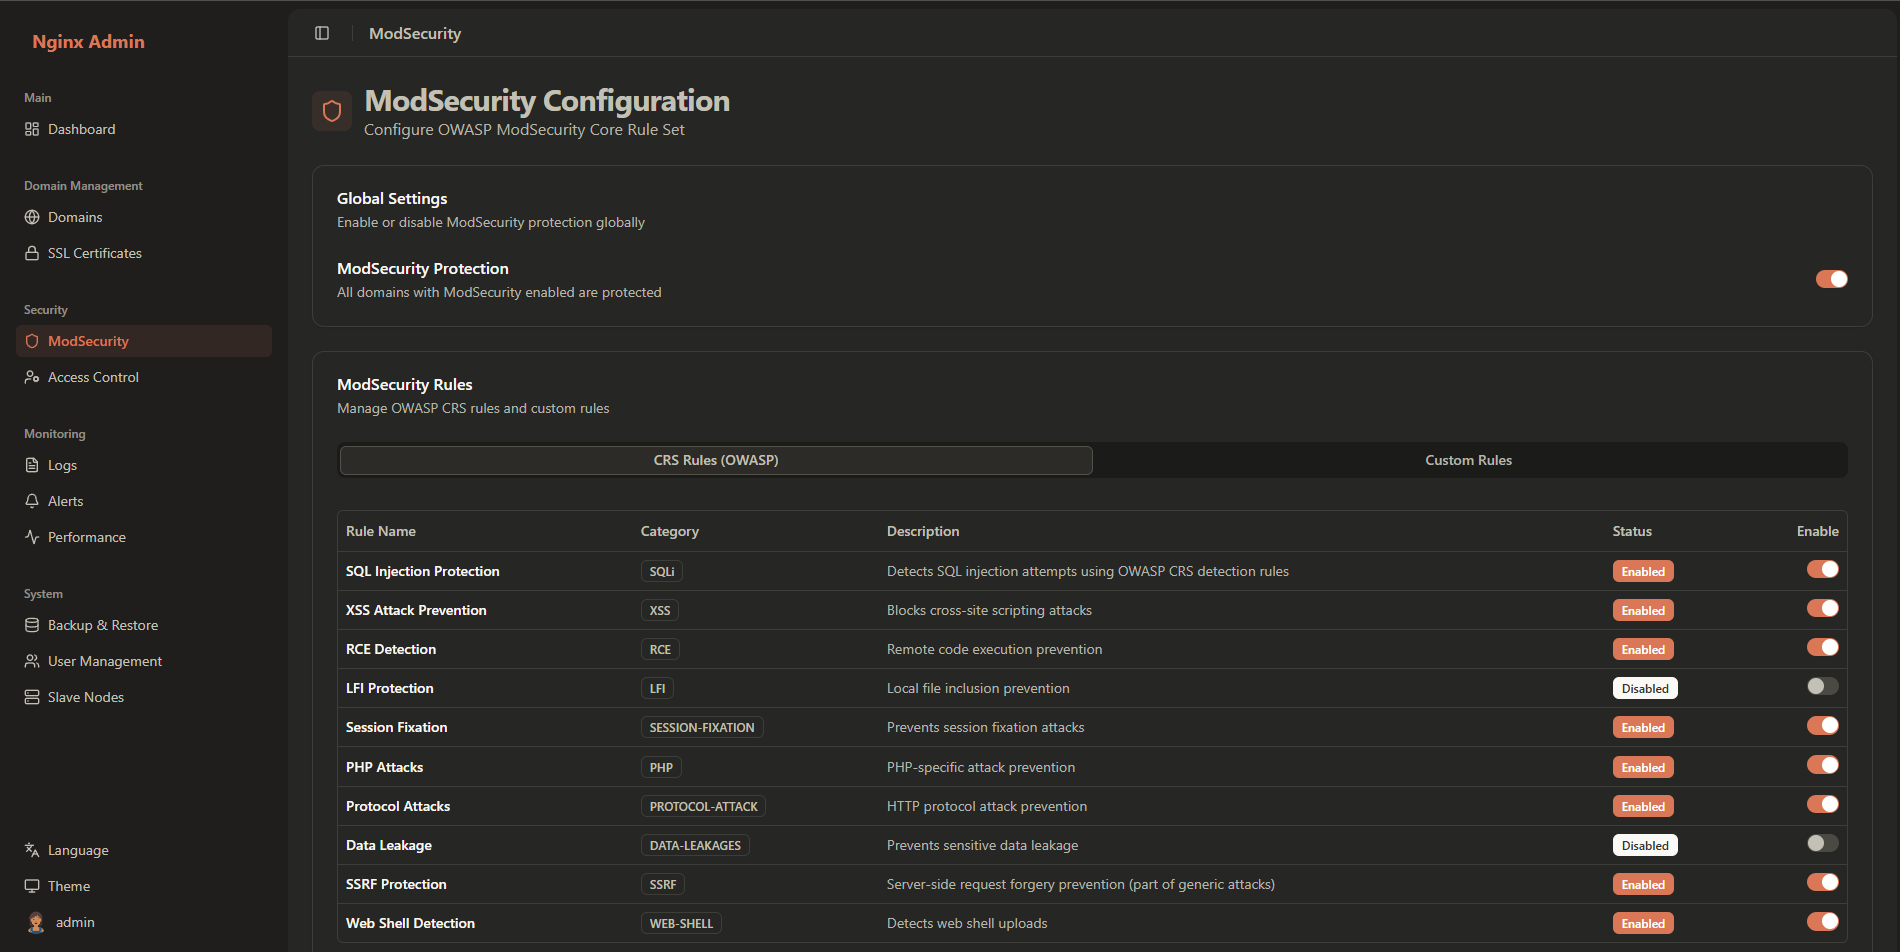 Nginx Admin
Main
Dashboard
Domain Management
Domains
SSL Certificates
Security
ModSecurity
Access Control
Monitoring
Logs
Alerts
Performance
System
Backup & Restore
User Management
Slave Nodes
Language
Theme
admin
ModSecurity
ModSecurity Configuration
Configure OWASP ModSecurity Core Rule Set
Global Settings
Enable or disable ModSecurity protection globally
ModSecurity Protection
All domains with ModSecurity enabled are protected
ModSecurity Rules
Manage OWASP CRS rules and custom rules
CRS Rules (OWASP) Custom Rules
Rule Name Category Description Status Enable
SQL Injection Protection SQLi Detects SQL injection attempts using OWASP CRS detection rules Enabled
XSS Attack Prevention XSS Blocks cross-site scripting attacks Enabled
RCE Detection RCE Remote code execution prevention Enabled
LFI Protection LFI Local file inclusion prevention Disabled
Session Fixation SESSION-FIXATION Prevents session fixation attacks Enabled
PHP Attacks PHP PHP-specific attack prevention Enabled
Protocol Attacks PROTOCOL-ATTACK HTTP protocol attack prevention Enabled
Data Leakage DATA-LEAKAGES Prevents sensitive data leakage Disabled
SSRF Protection SSRF Server-side request forgery prevention (part of generic attacks) Enabled
Web Shell Detection WEB-SHELL Detects web shell uploads Enabled